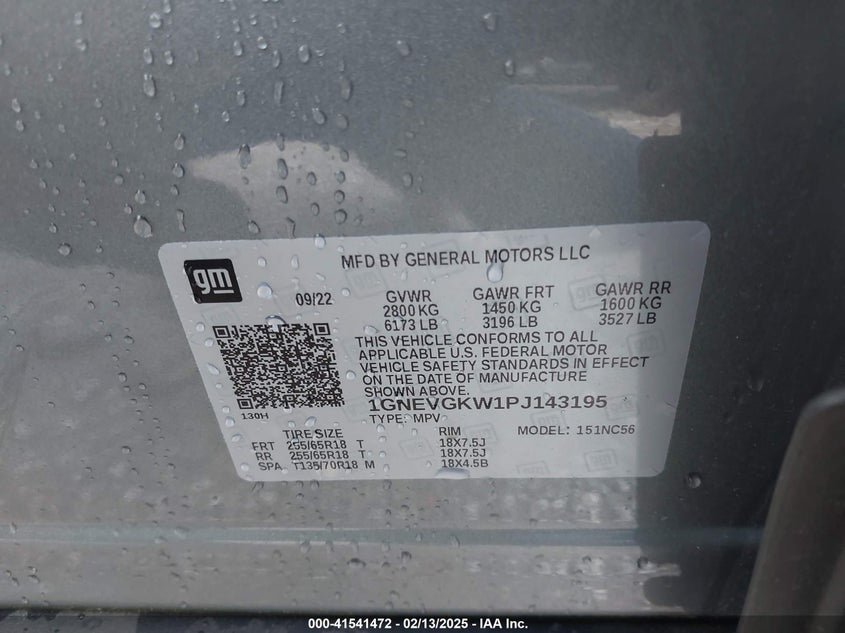 gm
MFD BY GENERAL MOTORS LLC
09/22
GVWR GAWR FRT GAWR RR
2800 KG 1450 KG 1600 KG
6173 LB 3196 LB 3527 LB
THIS VEHICLE CONFORMS TO ALL
APPLICABLE U.S. FEDERAL MOTOR
VEHICLE SAFETY STANDARDS IN EFFECT
ON THE DATE OF MANUFACTURE
1GNEVGKW1PJ143195
130H
TYPE: MPV
MODEL: 151NC56
TIRE SIZE RIM
FRT 255/65R18 T 18X7.5J
RR 255/65R18 T 18X7.5J
SPA T135/70R18 M 18X4.5B
000-41541472 - 02/13/2025 - IAA Inc.